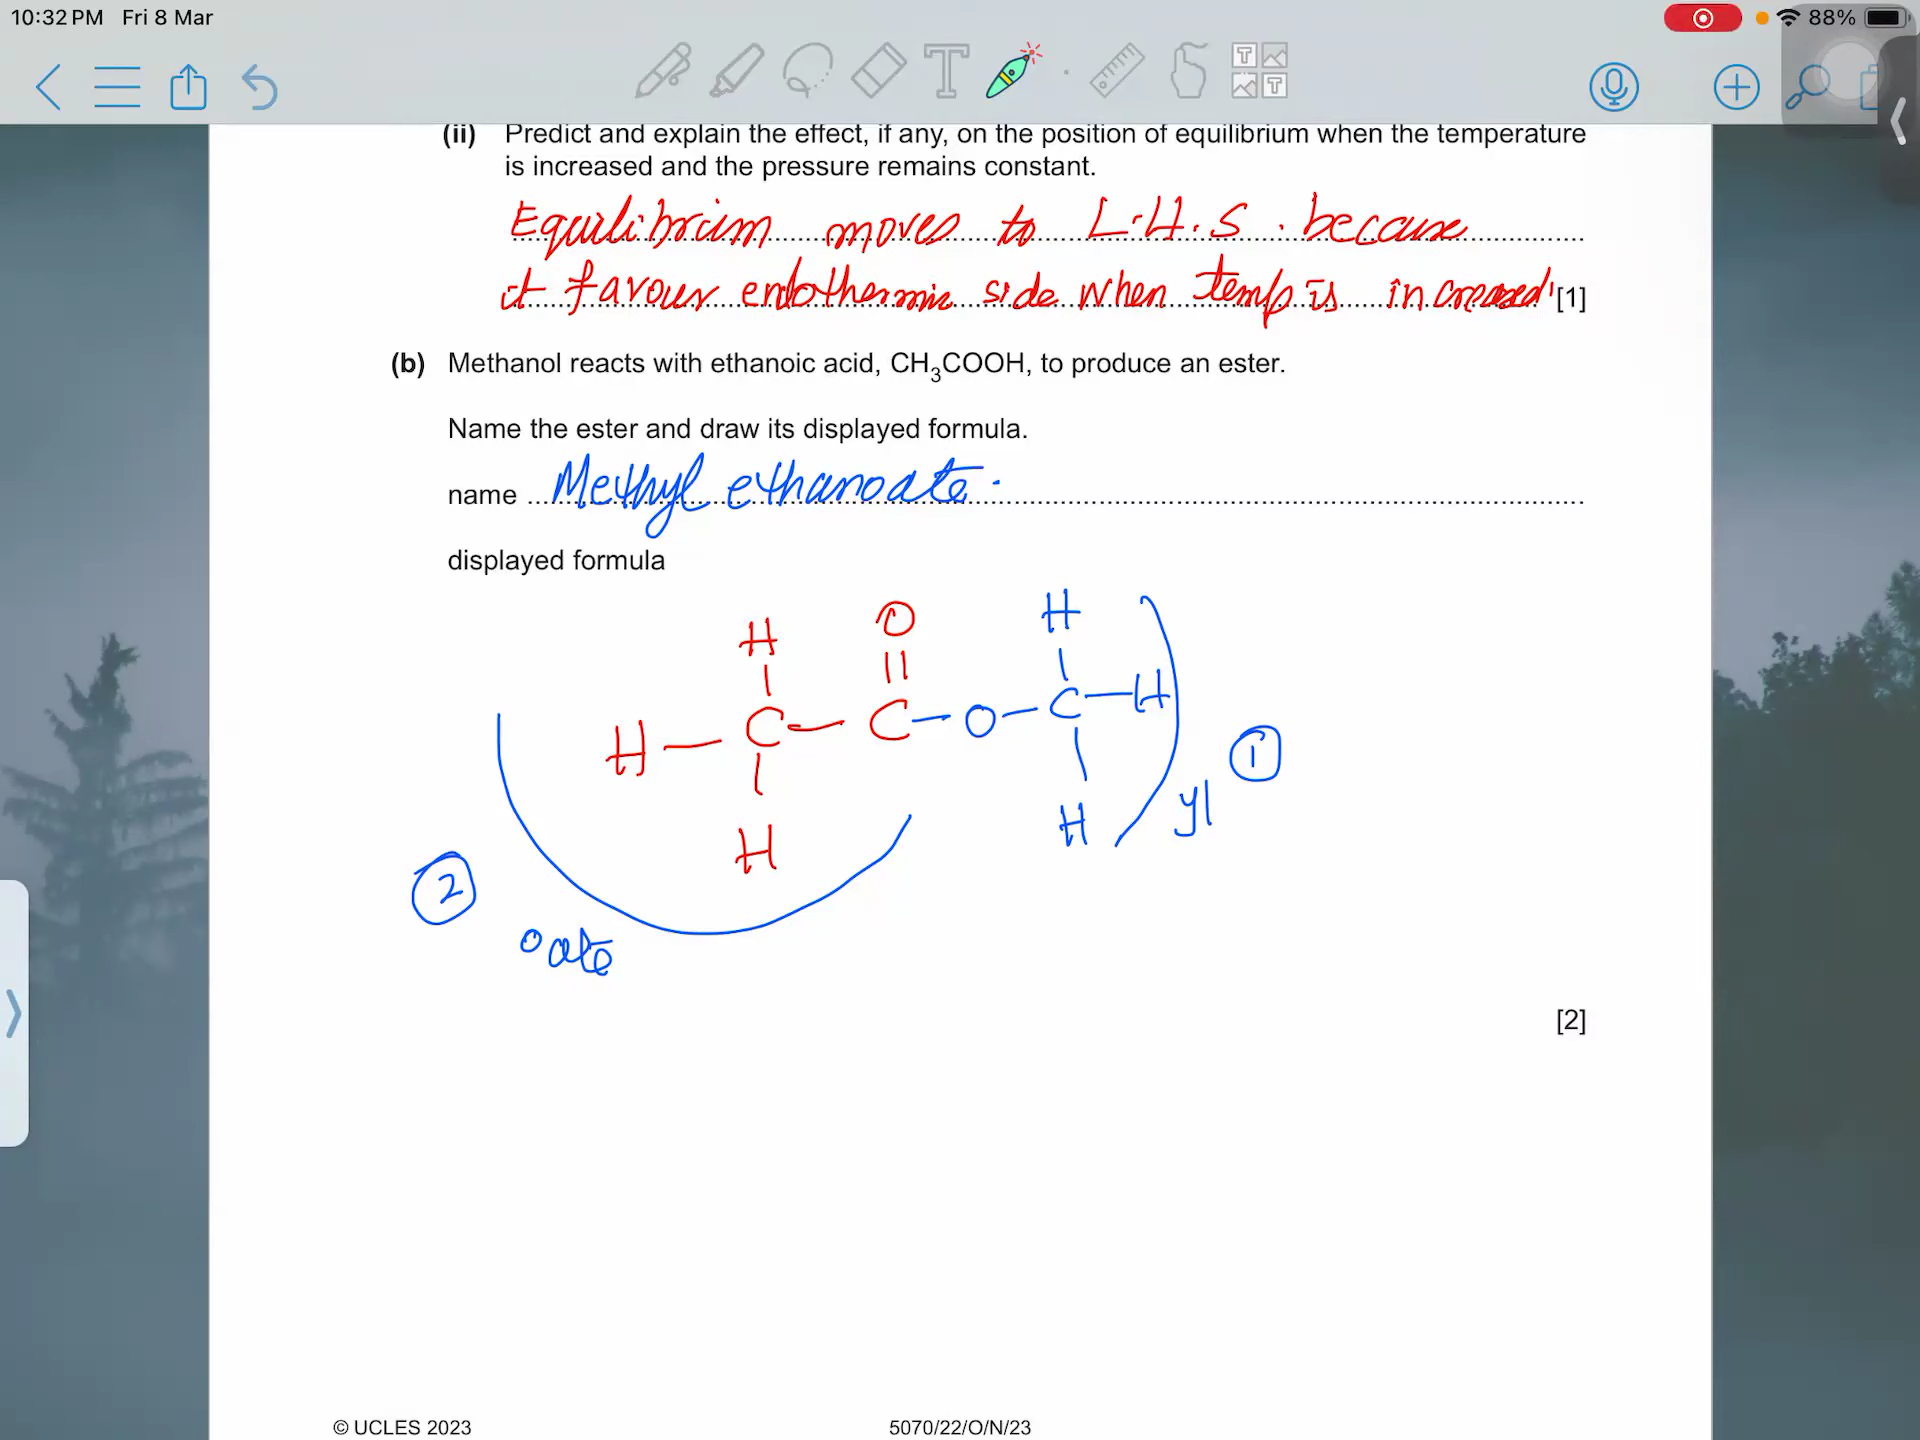 10:32 PM Fri 8 Mar
88%
(ii) Predict and explain the effect, if any, on the position of equilibrium when the temperature
is increased and the pressure remains constant.
Equilibrium moves to L.H.S. because
it favour endothermic side when temp is increased. [1]
(b) Methanol reacts with ethanoic acid, CH₃COOH, to produce an ester.
Name the ester and draw its displayed formula.
name Methyl ethanoate.
displayed formula
H O H
H — C — C — O — C — H
H H
yl 1
2
oate
[2]
© UCLES 2023 5070/22/O/N/23